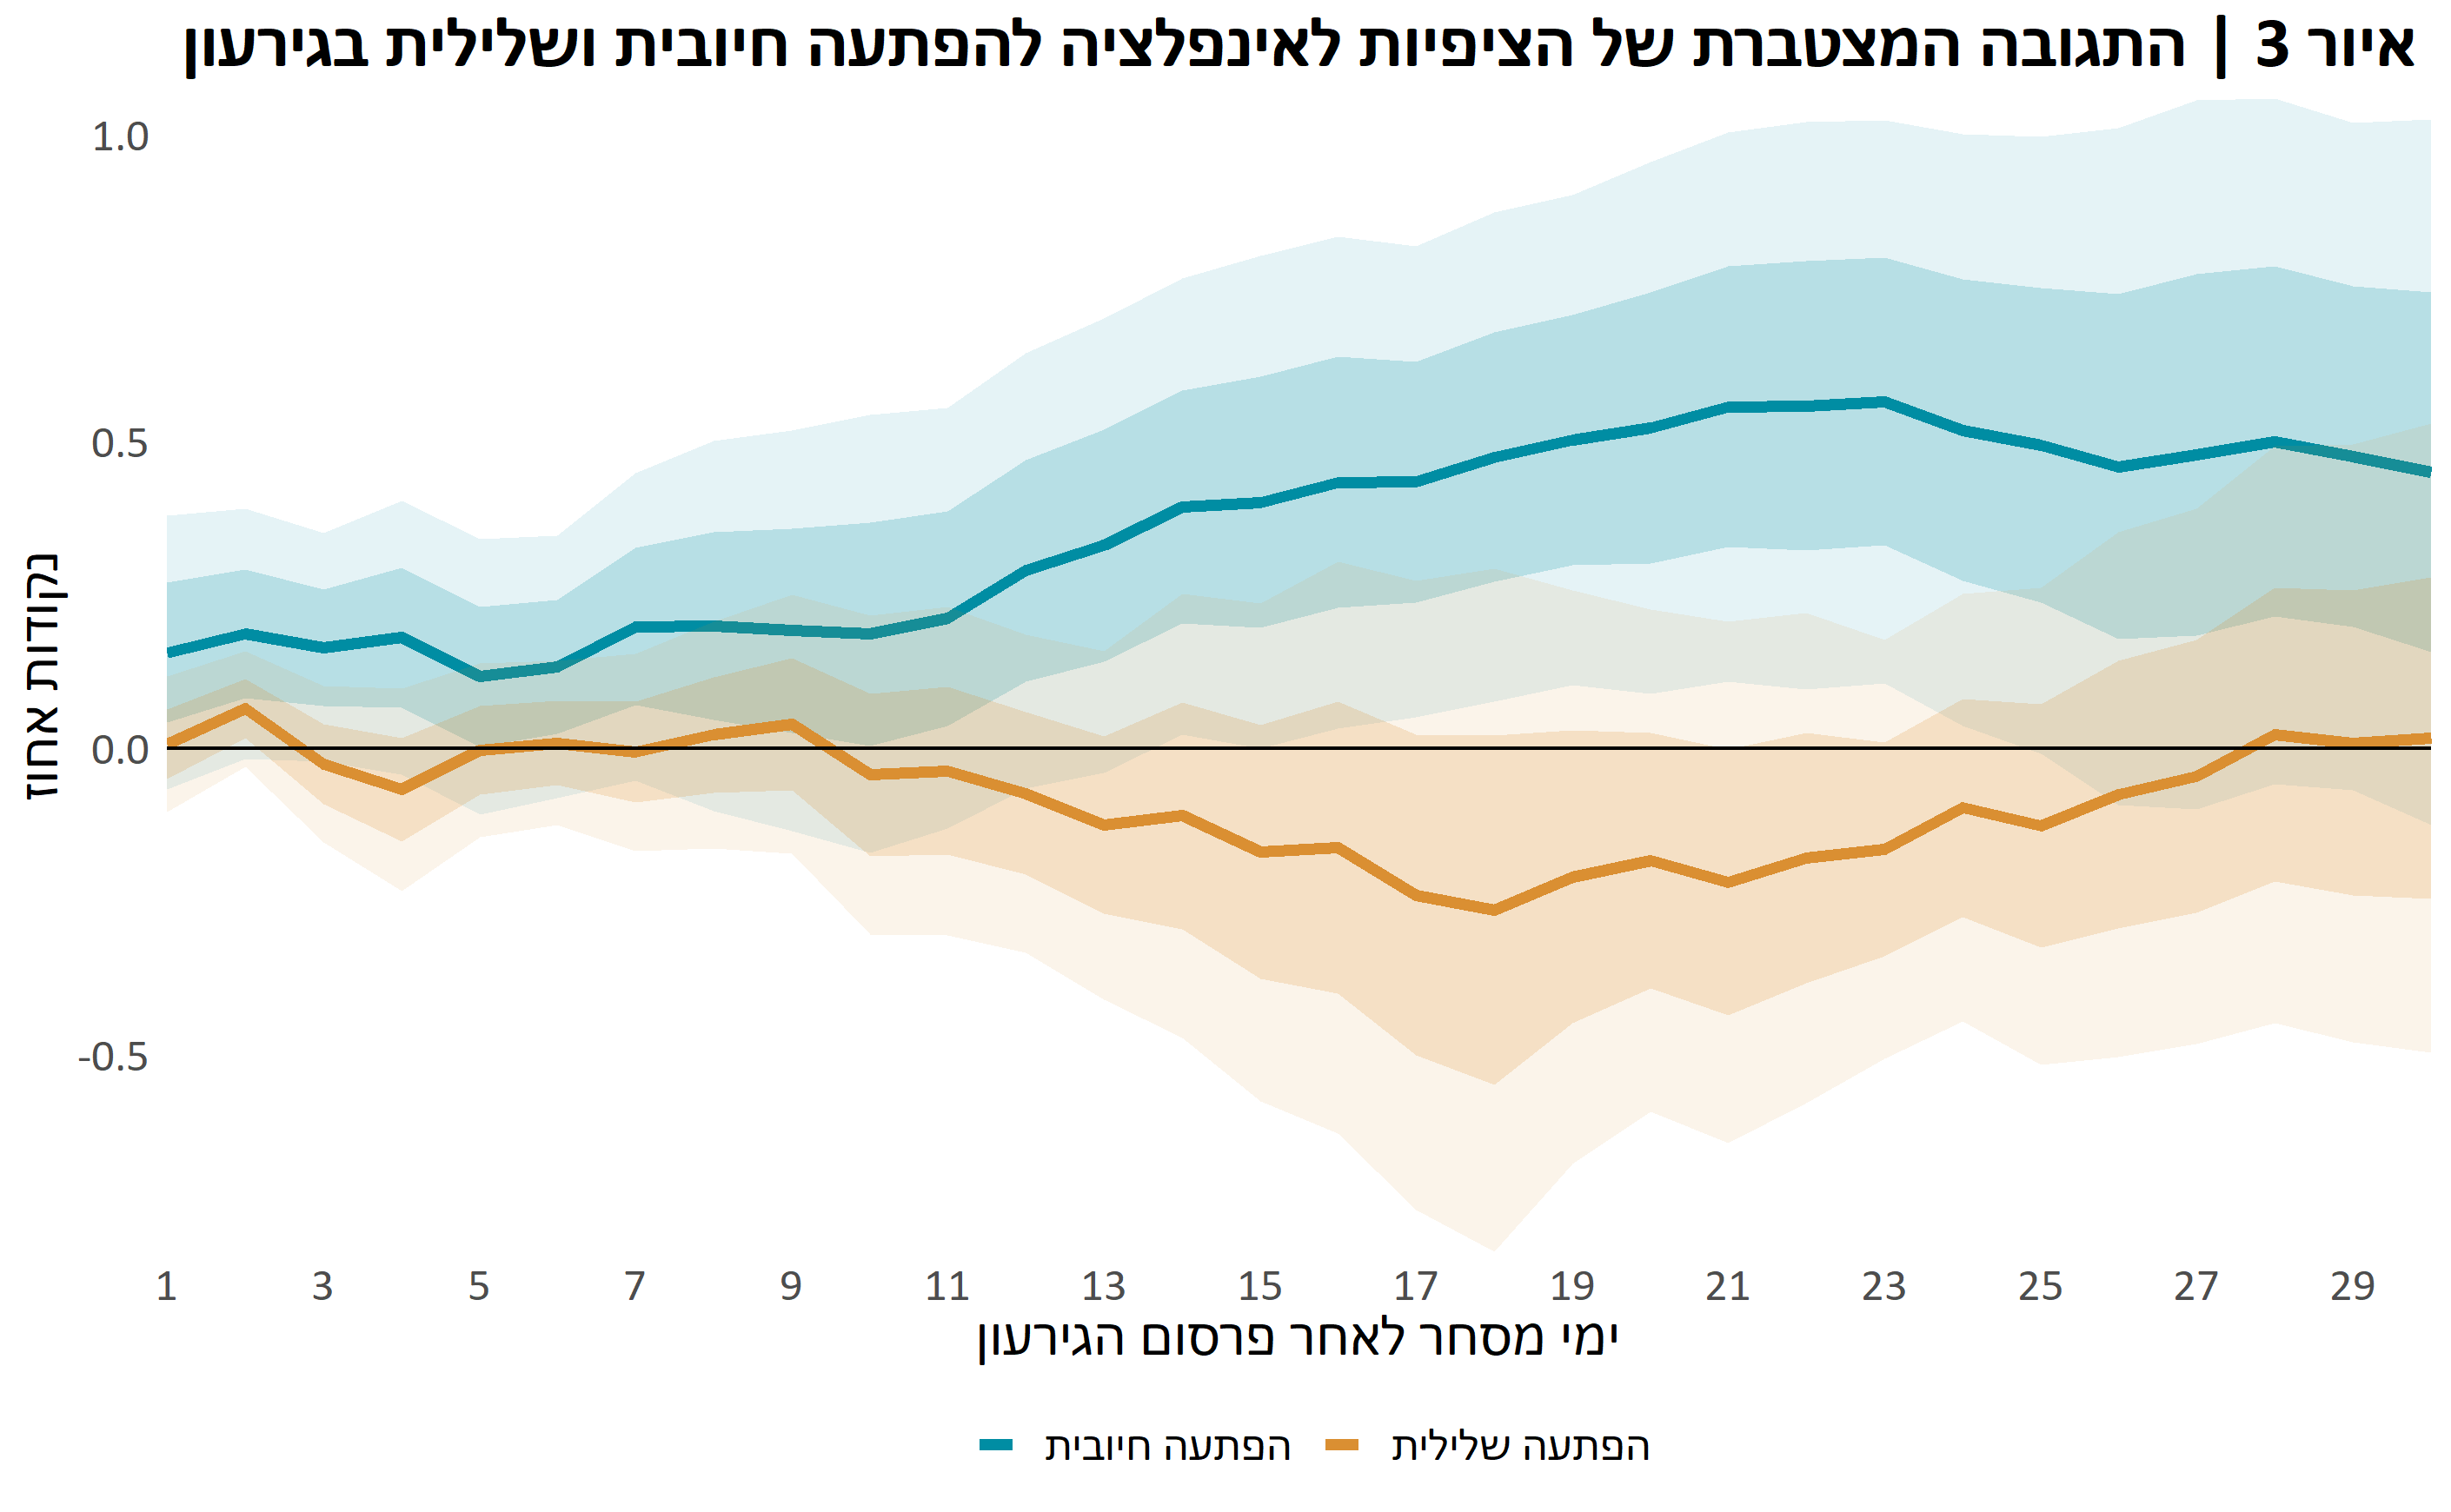 איור 3 | התגובה המצטברת של הציפיות לאינפלציה להפתעה חיובית ושלילית בגירעון
נקודות אחוז
1.0
0.5
0.0
-0.5
1 3 5 7 9 11 13 15 17 19 21 23 25 27 29
ימי מסחר לאחר פרסום הגירעון
הפתעה חיובית
הפתעה שלילית